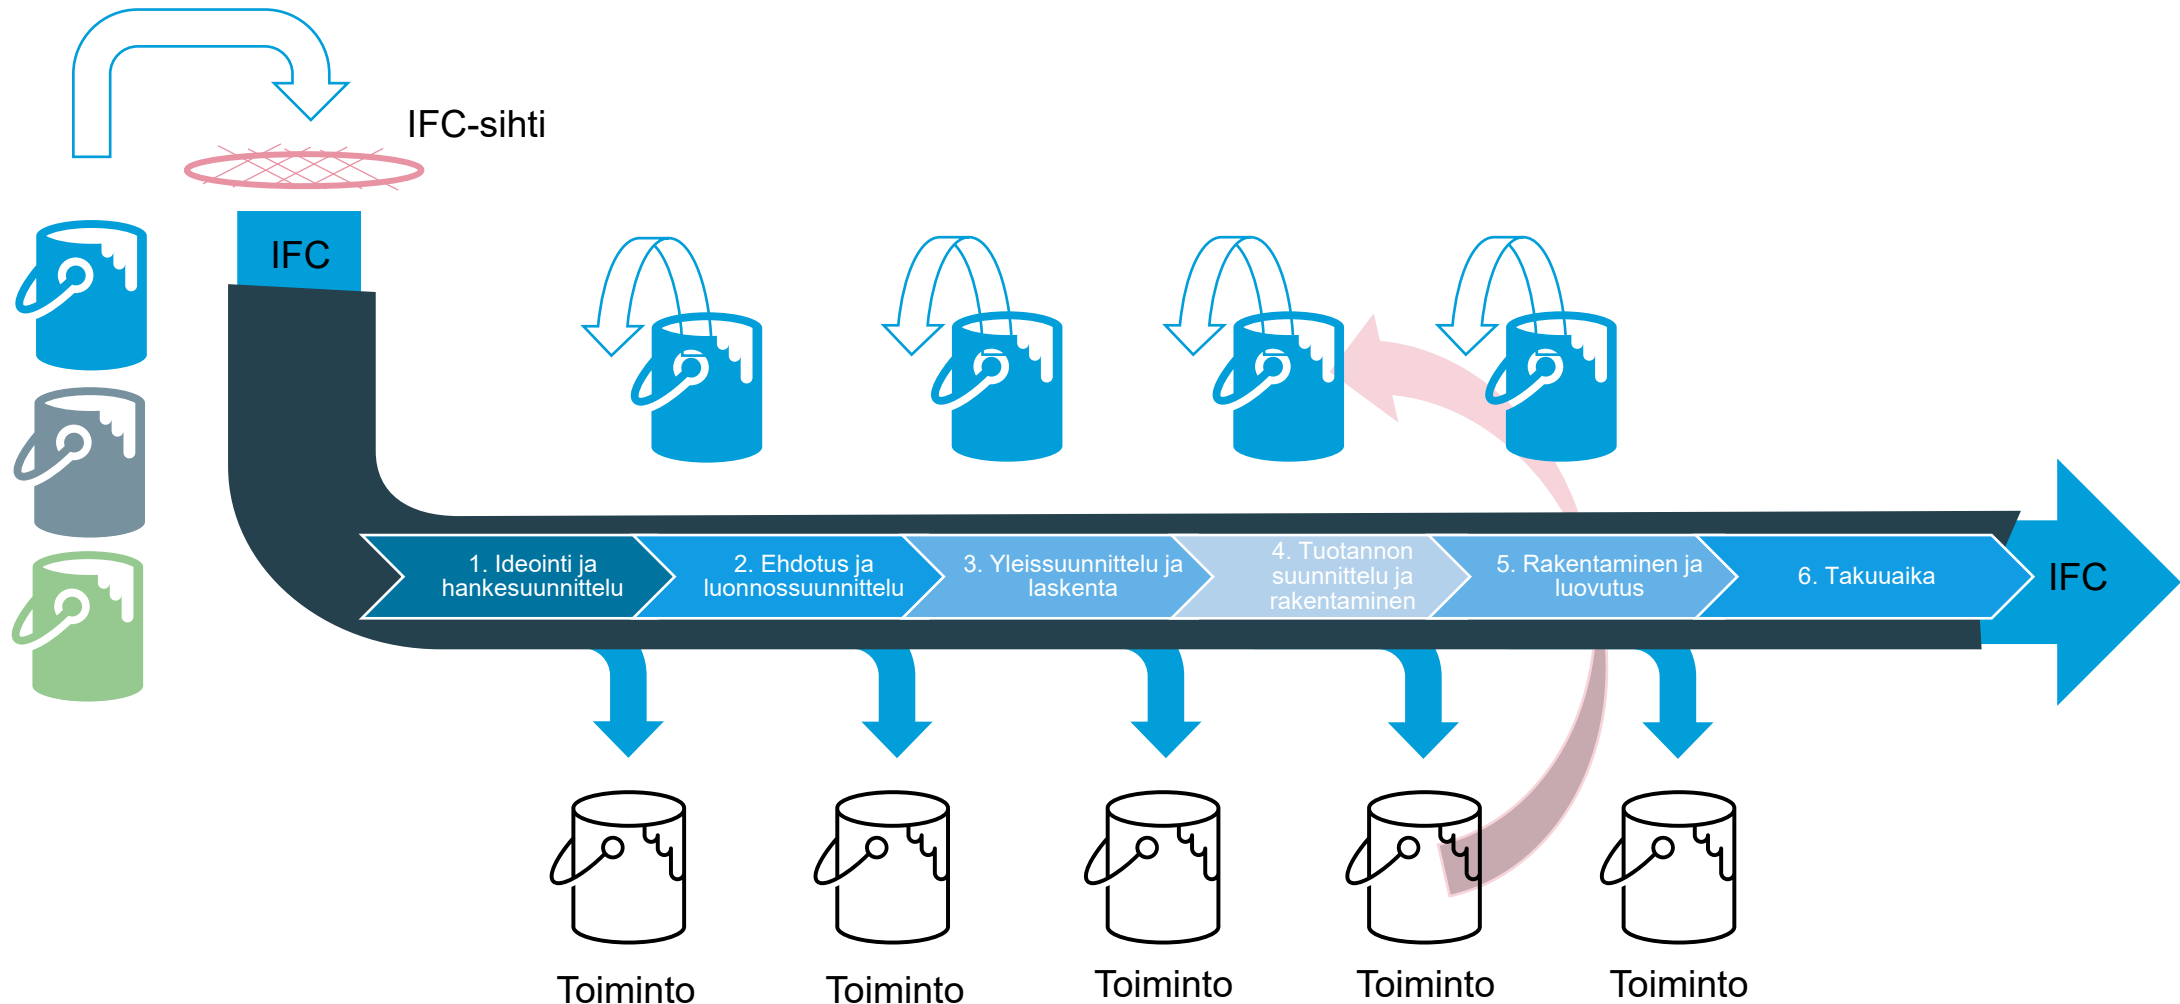 IFC-sihti
IFC
1. Ideointi ja
hankesuunnittelu
2. Ehdotus ja
luonnossuunnittelu
3. Yleissuunnittelu ja
laskenta
4. Tuotannon
suunnittelu ja
rakentaminen
5. Rakentaminen ja
luovutus
6. Takuuaika
IFC
Toiminto
Toiminto
Toiminto
Toiminto
Toiminto